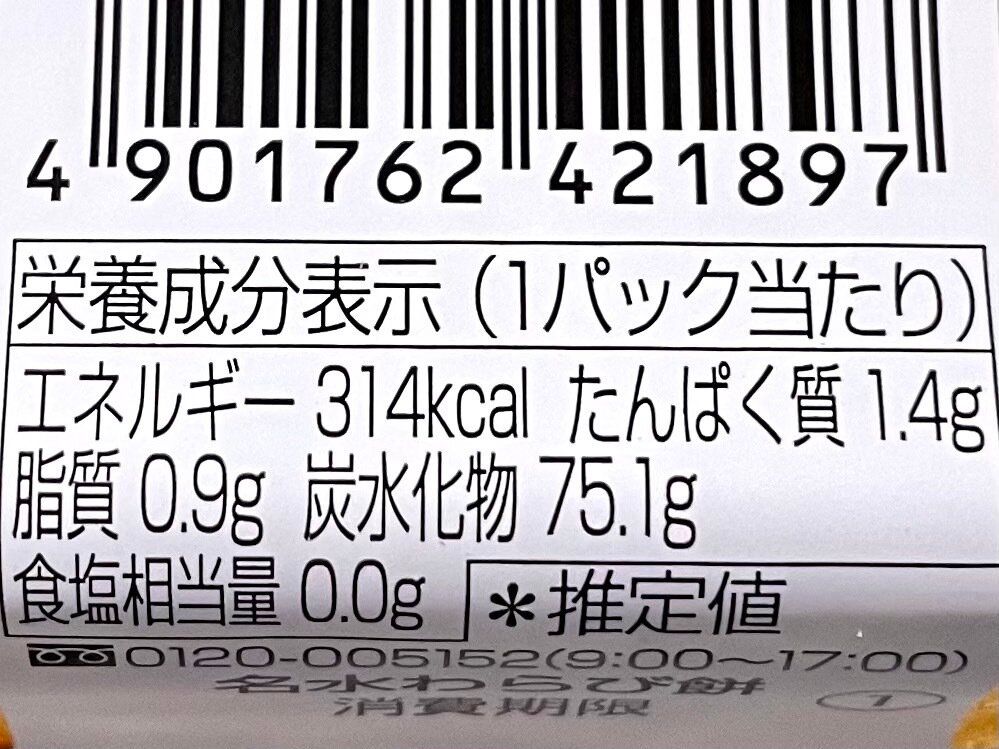 4 901762 421897
栄養成分表示(1パック当たり)
エネルギー 314kcal たんぱく質 1.4g
脂質 0.9g 炭水化物 75.1g
食塩相当量 0.0g
*推定値
0120-005152(9:00〜17:00)
名水わらび餅
消費期限
1